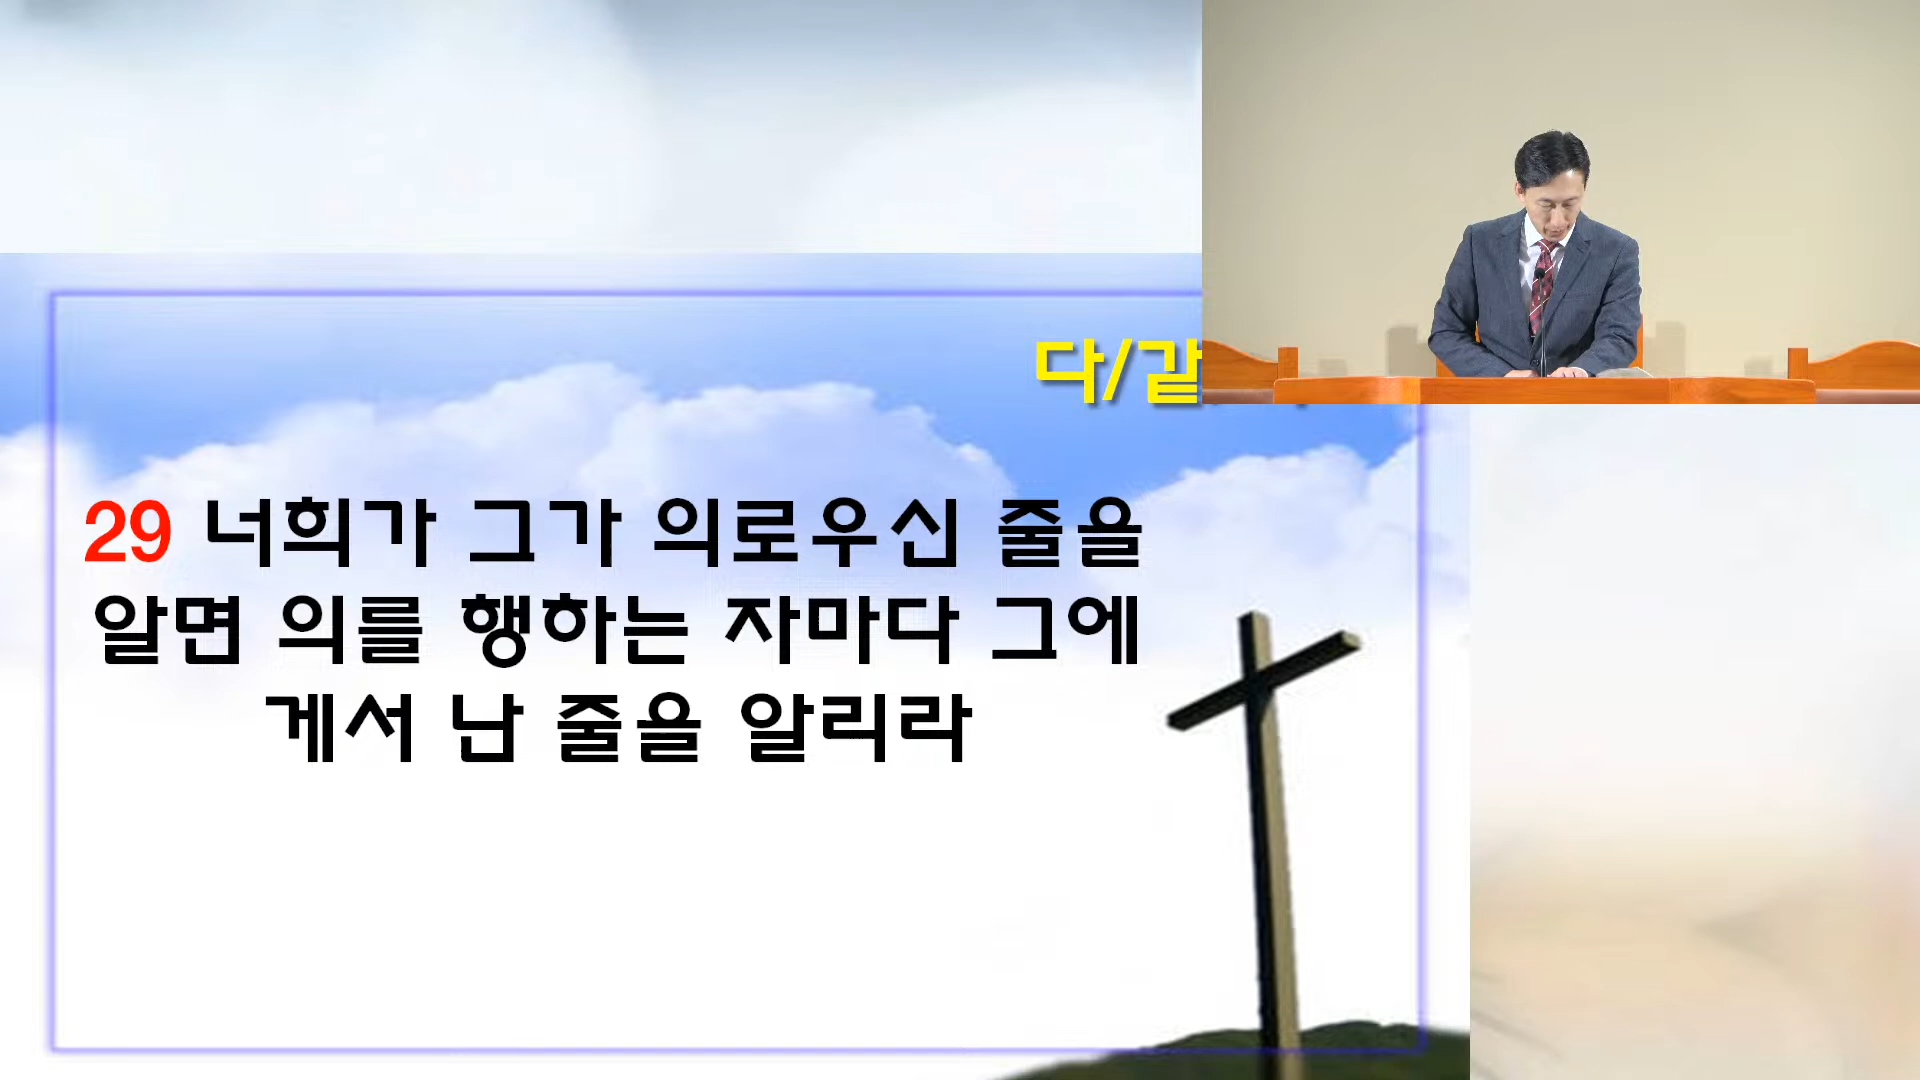 다/같
29 너희가 그가 의로우신 줄을
알면 의를 행하는 자마다 그에
게서 난 줄을 알리라